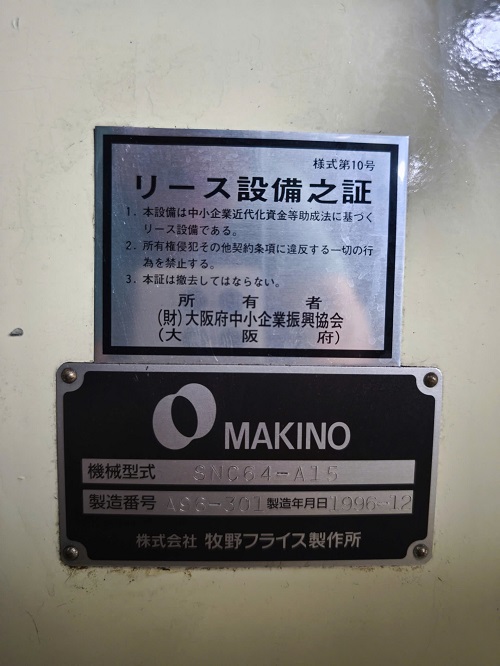 様式第10号
リース設備之証
1. 本設備は中小企業近代化資金等助成法に基づく
リース設備である。
2. 所有権侵犯その他契約条項に違反する一切の行
為を禁止する。
3. 本証は撤去してはならない。
所有者
(財)大阪府中小企業振興協会
(大阪府)
MAKINO
機械型式 SNC64-A15
製造番号 A93-301 製造年月日 1996-12
株式会社 牧野フライス製作所